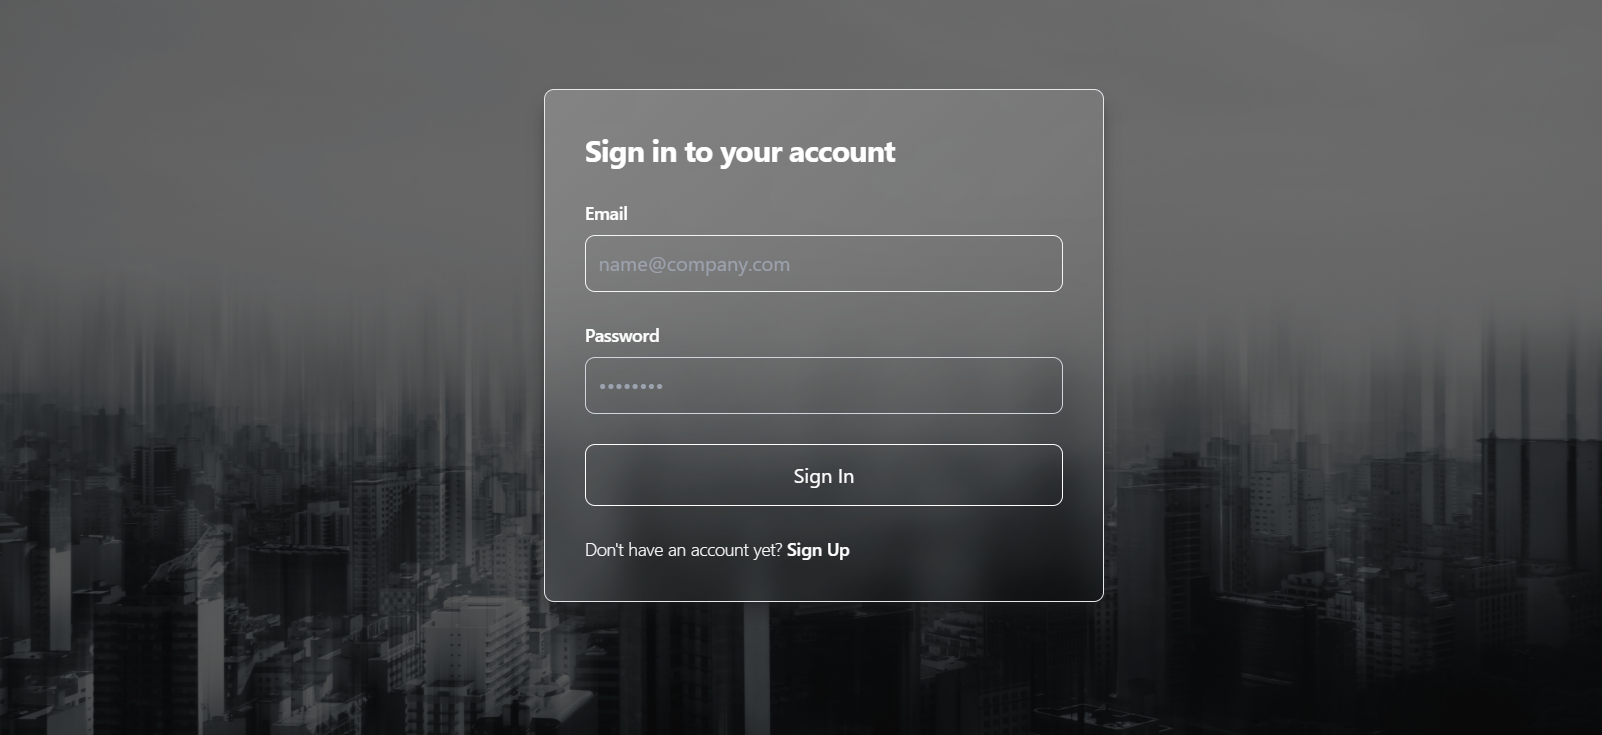 Sign in to your account
Email
name@company.com
Password
••••••••
Sign In
Don't have an account yet? Sign Up